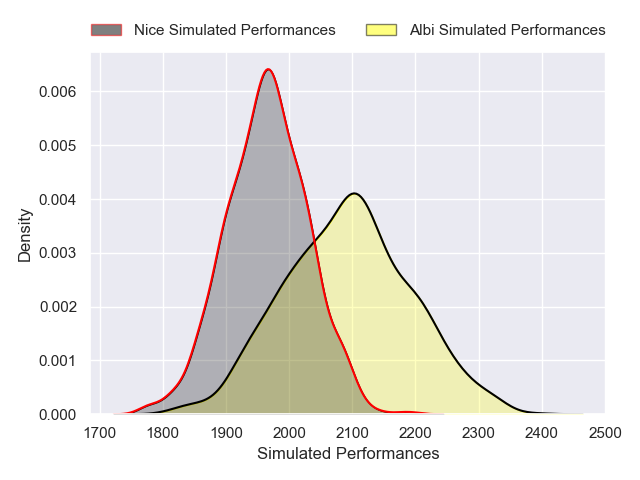 Nice Simulated Performances Albi Simulated Performances
0.006
0.005
0.004
0.003
0.002
0.001
0.000
Density
1700 1800 1900 2000 2100 2200 2300 2400 2500
Simulated Performances